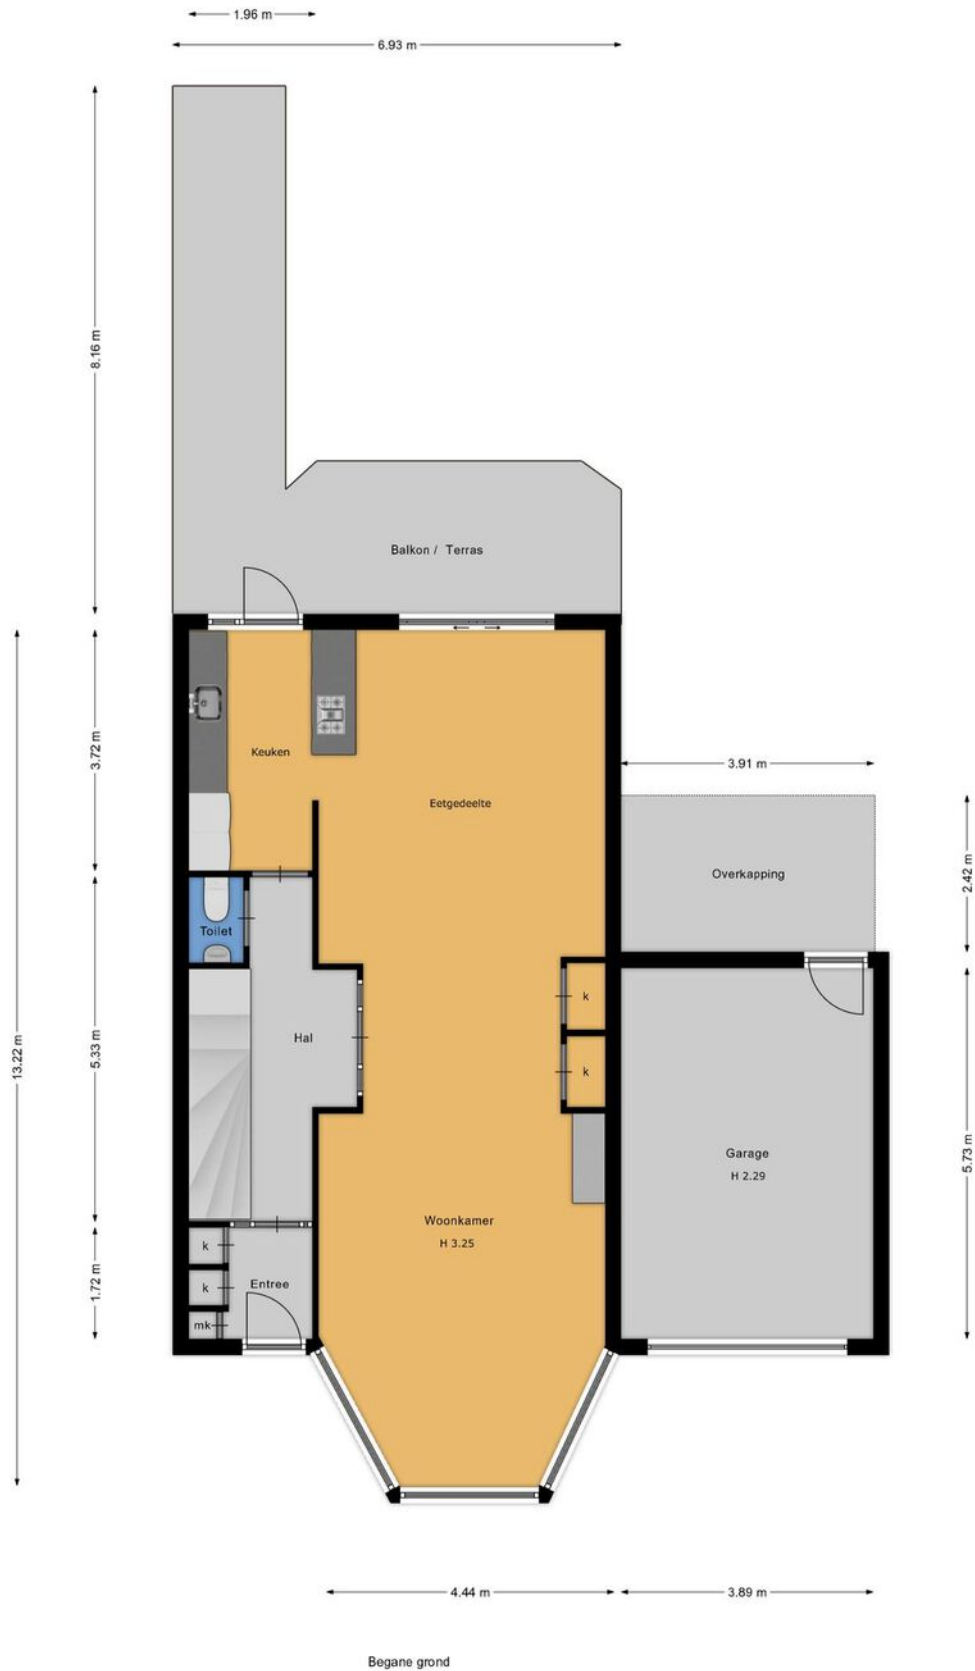 1.96 m
6.93 m
8.16 m
Balkon / Terras
3.72 m
Keuken
3.91 m
Eetgedeelte
2.42 m
Overkapping
Toilet
k
13.22 m
5.33 m
Hal
k
Garage
H 2.29
5.73 m
Woonkamer
H 3.25
k
1.72 m
Entree
k
mk
4.44 m
3.89 m
Begane grond